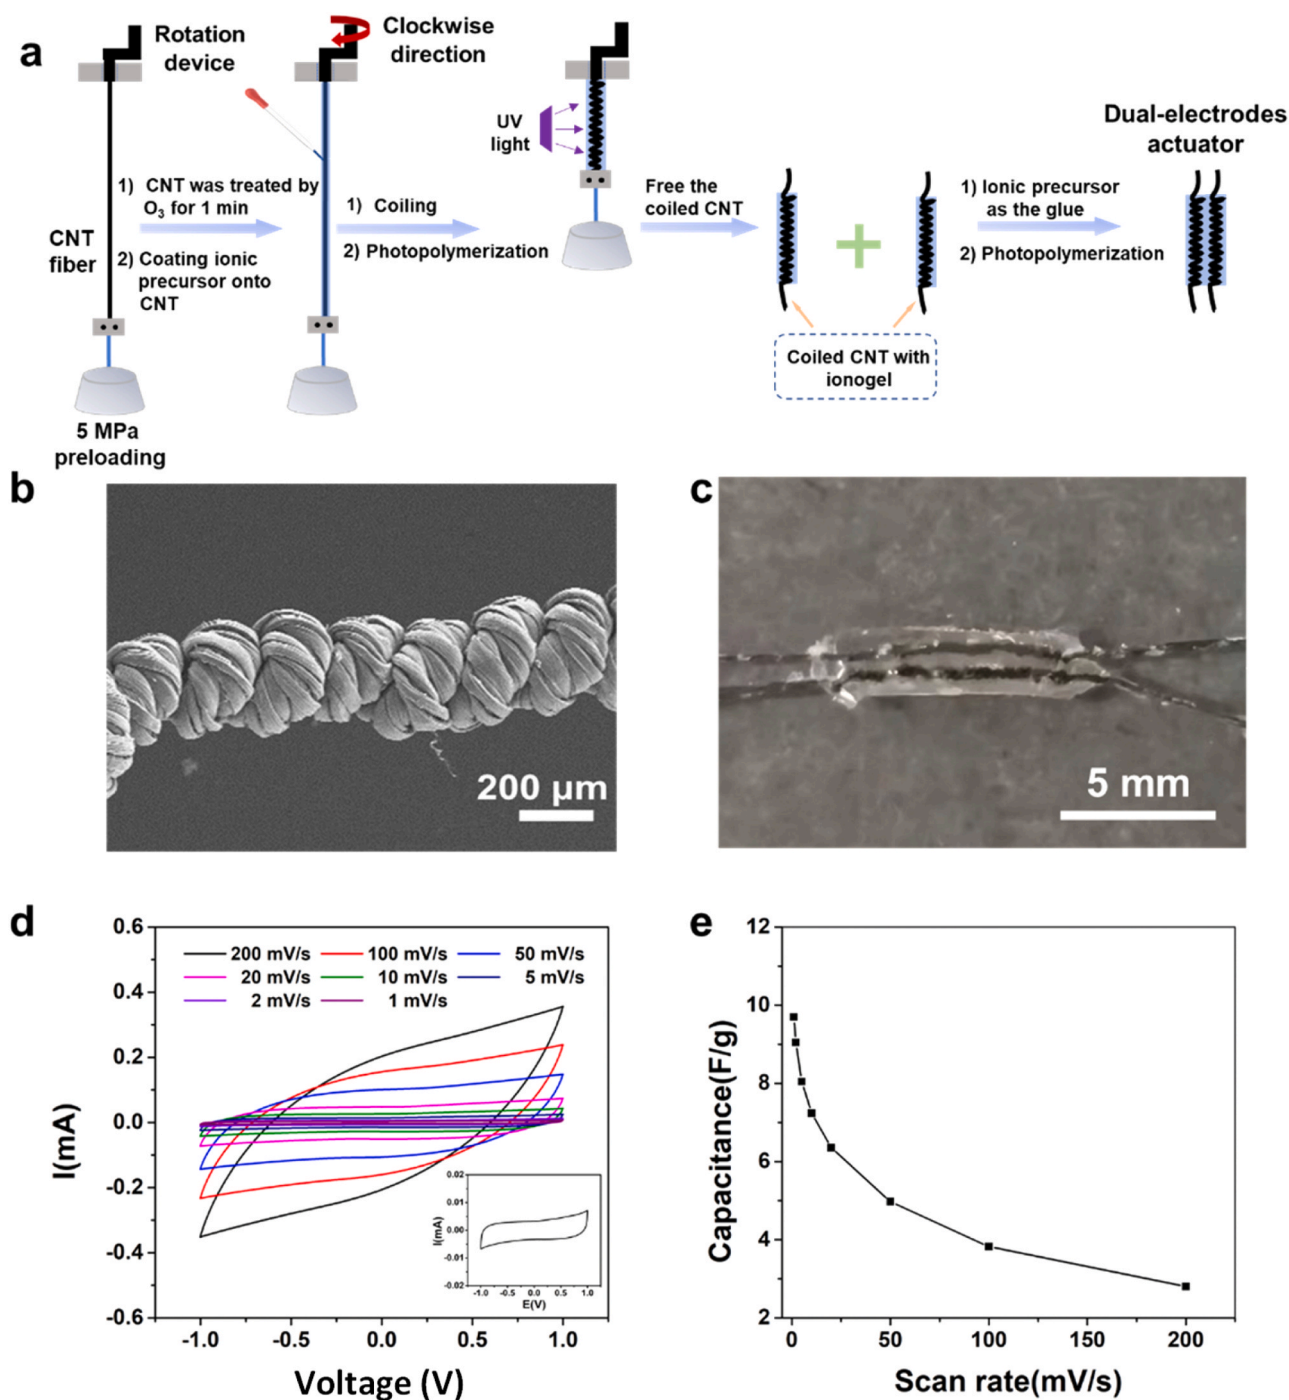 a
Rotation
device
Clockwise
direction
UV
light
Dual-electrodes
actuator
1) CNT was treated by
O3 for 1 min
2) Coating ionic
precursor onto
CNT
CNT
fiber
1) Coiling
2) Photopolymerization
Free the
coiled CNT
1) Ionic precursor
as the glue
2) Photopolymerization
Coiled CNT with
ionogel
5 MPa
preloading
b
200 µm
c
5 mm
d
200 mV/s 100 mV/s 50 mV/s
20 mV/s 10 mV/s 5 mV/s
2 mV/s 1 mV/s
I(mA)
0.6
0.4
0.2
0.0
-0.2
-0.4
-0.6
-1.0 -0.5 0.0 0.5 1.0
Voltage (V)
I(mA)
0.02
0.01
0.00
-0.01
-0.02
-1.0 -0.5 0.0 0.5 1.0
E(V)
e
Capacitance(F/g)
12
10
8
6
4
2
0 50 100 150 200
Scan rate(mV/s)